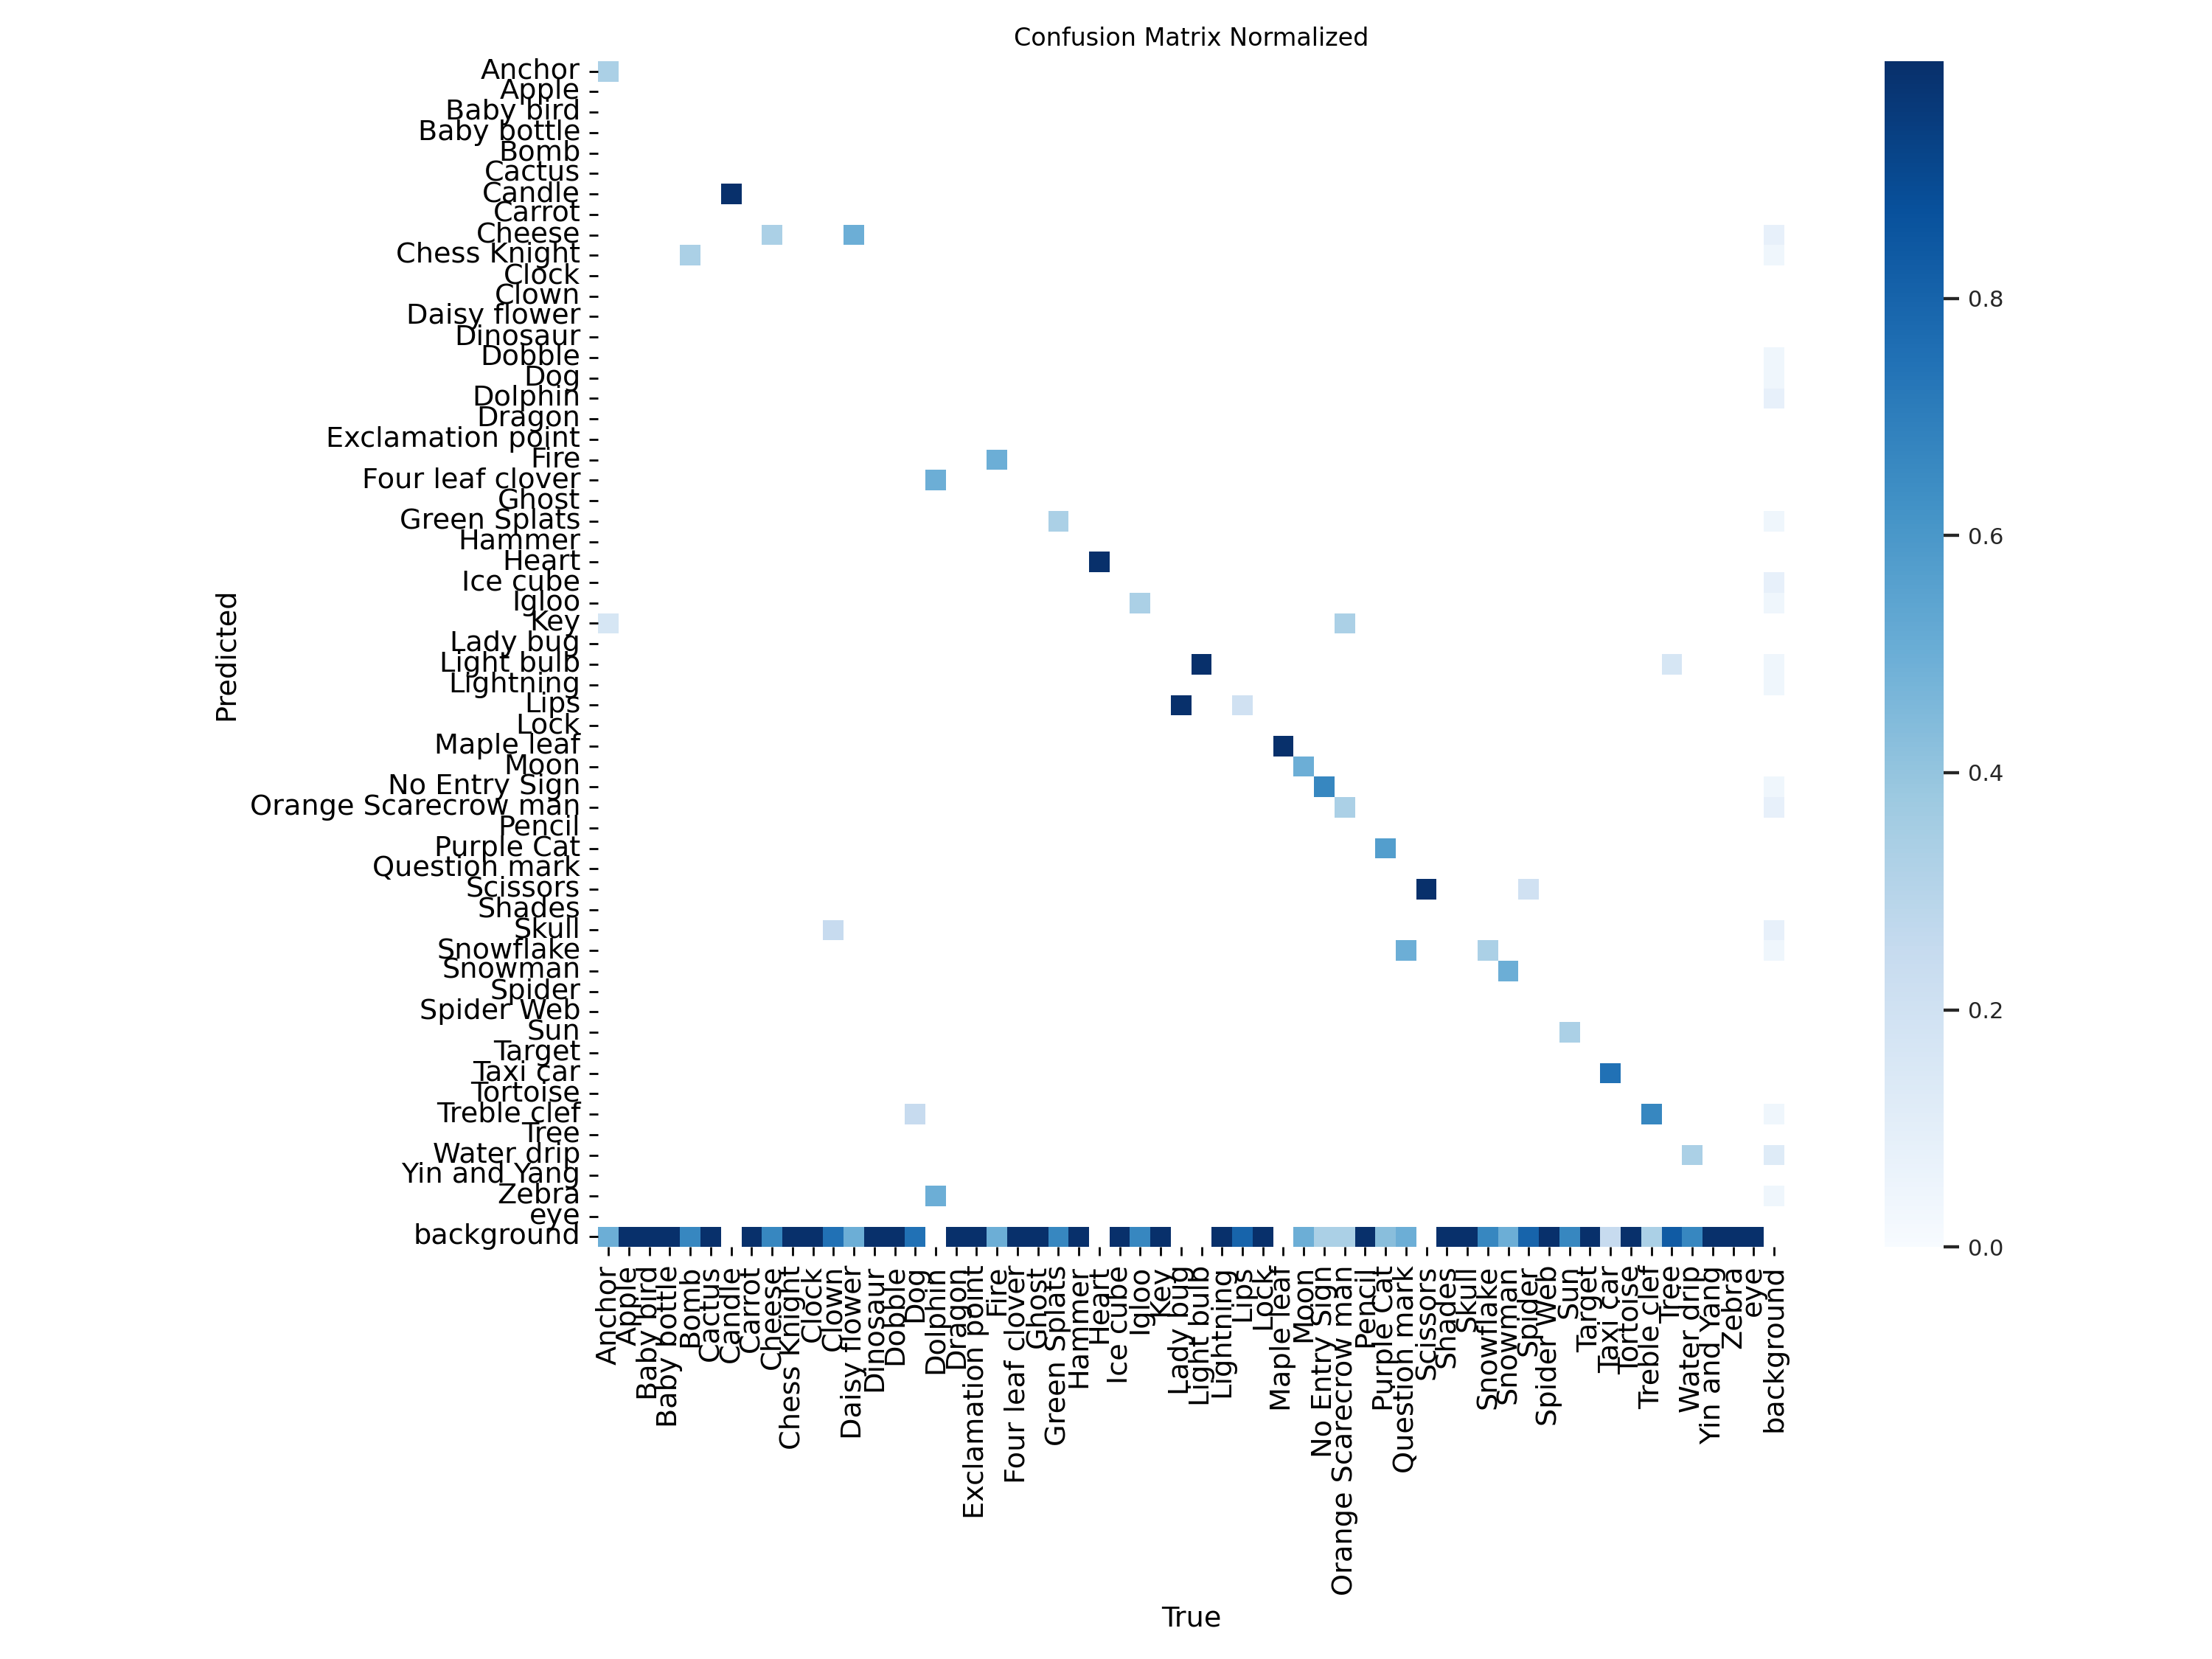 Confusion Matrix Normalized
Anchor
Apple
Baby bird
Baby bottle
Bomb
Cactus
Candle
Carrot
Cheese
Chess Knight
Clock
Clown
Daisy flower
Dinosaur
Dobble
Dog
Dolphin
Dragon
Exclamation point
Fire
Four leaf clover
Ghost
Green Splats
Hammer
Heart
Ice cube
Igloo
Key
Lady bug
Light bulb
Lightning
Lips
Lock
Maple leaf
Moon
No Entry Sign
Orange Scarecrow man
Pencil
Purple Cat
Question mark
Scissors
Shades
Skull
Snowflake
Snowman
Spider
Spider Web
Sun
Target
Taxi car
Tortoise
Treble clef
Tree
Water drip
Yin and Yang
Zebra
eye
background
Predicted
0.8
0.6
0.4
0.2
0.0
Anchor
Apple
Baby bird
Baby bottle
Bomb
Cactus
Candle
Carrot
Cheese
Chess Knight
Clock
Clown
Daisy flower
Dinosaur
Dobble
Dog
Dolphin
Dragon
Exclamation point
Fire
Four leaf clover
Ghost
Green Splats
Hammer
Heart
Ice cube
Igloo
Key
Lady bug
Light bulb
Lightning
Lips
Lock
Maple leaf
Moon
No Entry Sign
Orange Scarecrow man
Pencil
Purple Cat
Question mark
Scissors
Shades
Skull
Snowflake
Snowman
Spider
Spider Web
Sun
Target
Taxi car
Tortoise
Treble clef
Tree
Water drip
Yin and Yang
Zebra
eye
background
True